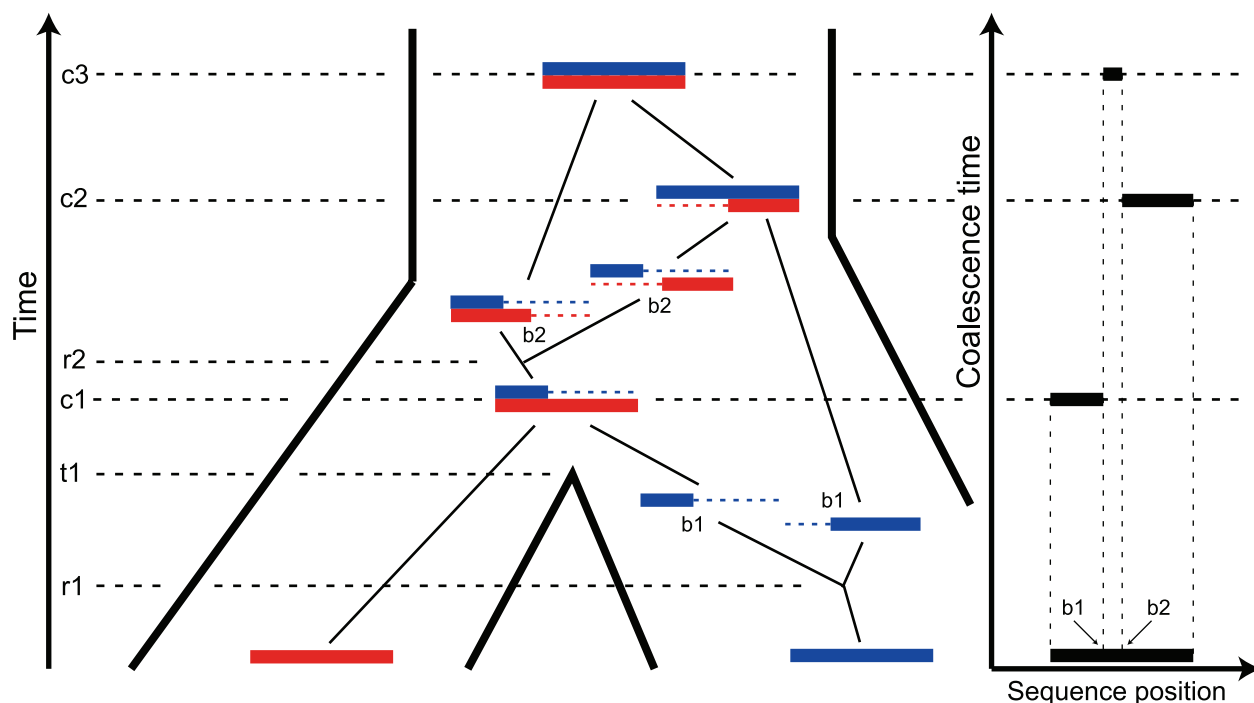 c3
c2
Coalescence time
Time
b2
b2
r2
c1
t1
b1
b1
r1
b1
b2
Sequence position